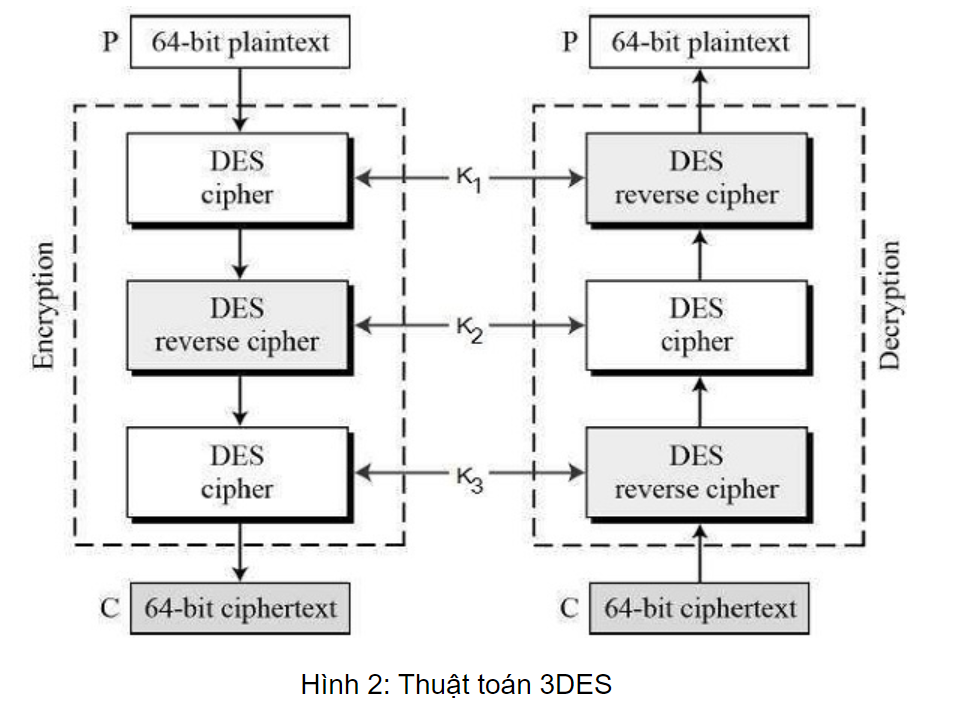 P 64-bit plaintext
P 64-bit plaintext
Encryption
DES
cipher
K1
DES
reverse cipher
Decryption
DES
reverse cipher
K2
DES
cipher
DES
cipher
K3
DES
reverse cipher
C 64-bit ciphertext
C 64-bit ciphertext
Hình 2: Thuật toán 3DES